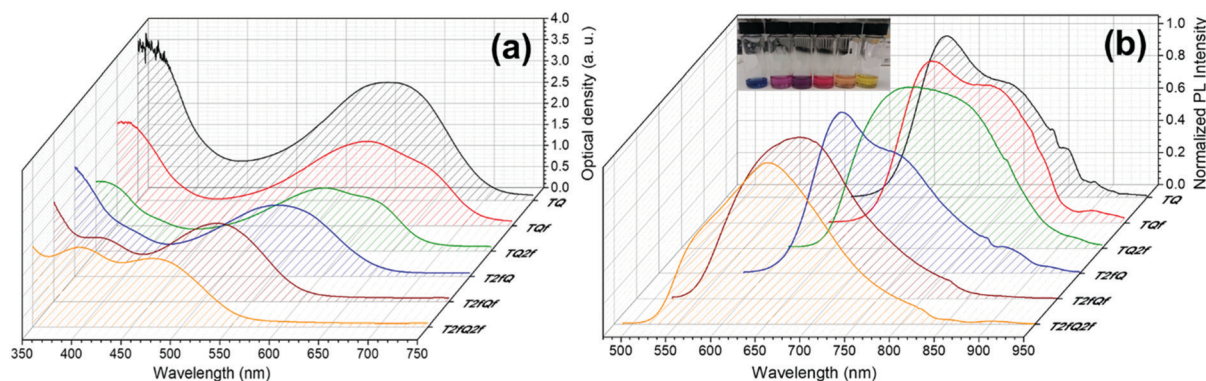 (a)
4.0
3.5
3.0
2.5
2.0
1.5
1.0
0.5
0.0
Optical density (a. u.)
TQ
TQf
TQ2f
T2fQ
T2fQf
T2fQ2f
350 400 450 500 550 600 650 700 750
Wavelength (nm)
(b)
1.0
0.8
0.6
0.4
0.2
0.0
Normalized PL Intensity
TQ
TQf
TQ2f
T2fQ
T2fQf
T2fQ2f
500 550 600 650 700 750 800 850 900 950
Wavelength (nm)